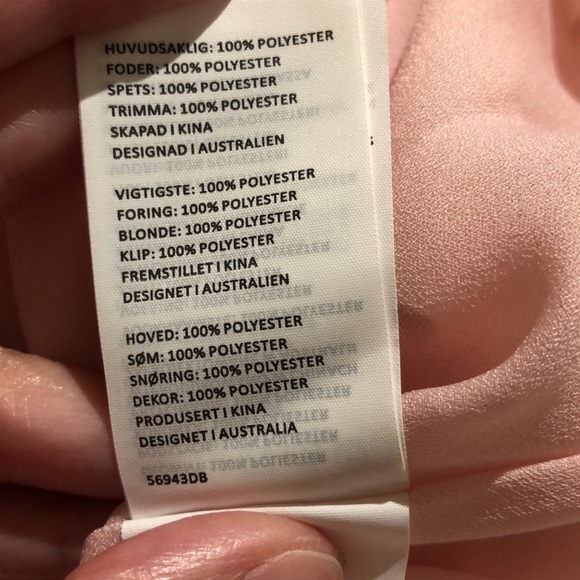 HUVUDSAKLIG: 100% POLYESTER
FODER: 100% POLYESTER
SPETS: 100% POLYESTER
TRIMMA: 100% POLYESTER
SKAPAD I KINA
DESIGNAD I AUSTRALIEN
VIGTIGSTE: 100% POLYESTER
FORING: 100% POLYESTER
BLONDE: 100% POLYESTER
KLIP: 100% POLYESTER
FREMSTILLET I KINA
DESIGNET I AUSTRALIEN
HOVED: 100% POLYESTER
SØM: 100% POLYESTER
SNØRING: 100% POLYESTER
DEKOR: 100% POLYESTER
PRODUSERT I KINA
DESIGNET I AUSTRALIA
56943DB